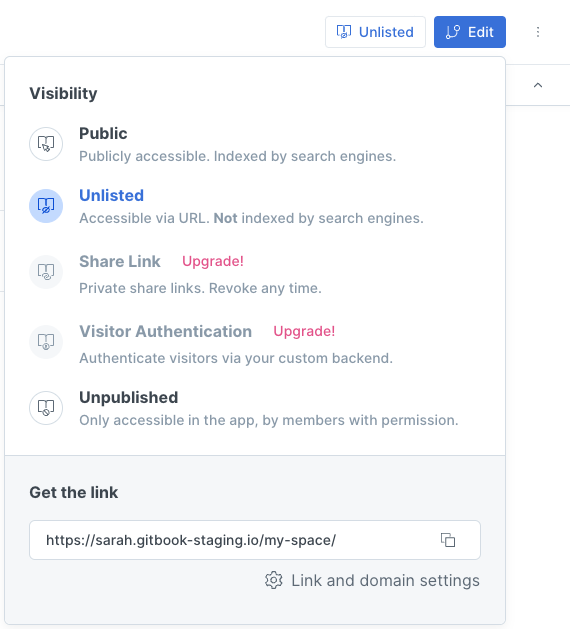 Unlisted
Edit
Visibility
Public
Publicly accessible. Indexed by search engines.
Unlisted
Accessible via URL. Not indexed by search engines.
Share Link Upgrade!
Private share links. Revoke any time.
Visitor Authentication Upgrade!
Authenticate visitors via your custom backend.
Unpublished
Only accessible in the app, by members with permission.
Get the link
https://sarah.gitbook-staging.io/my-space/
Link and domain settings